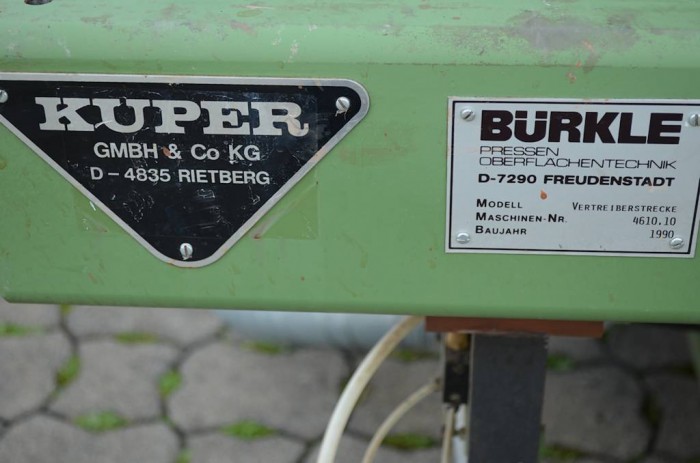 KUPER
GMBH & Co KG
D-4835 RIETBERG
BÜRKLE
PRESSEN
OBERFLÄCHENTECHNIK
D-7290 FREUDENSTADT
MODELL VERTREIBERSTRECKE
MASCHINEN-NR. 4610.10
BAUJAHR 1990